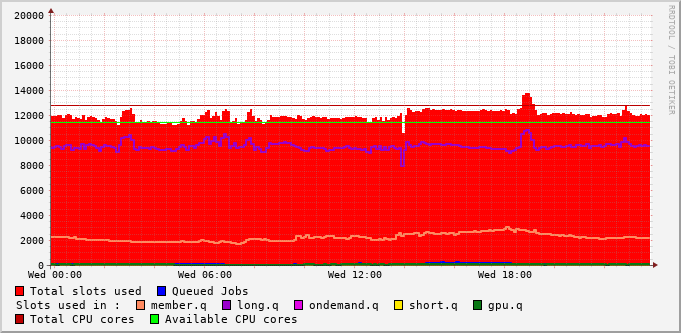 RRDTOOL / TOBI OETIKER
20000
18000
16000
14000
12000
10000
8000
6000
4000
2000
0
Wed 00:00 Wed 06:00 Wed 12:00 Wed 18:00
Total slots used Queued Jobs
Slots used in : member.q long.q ondemand.q short.q gpu.q
Total CPU cores Available CPU cores